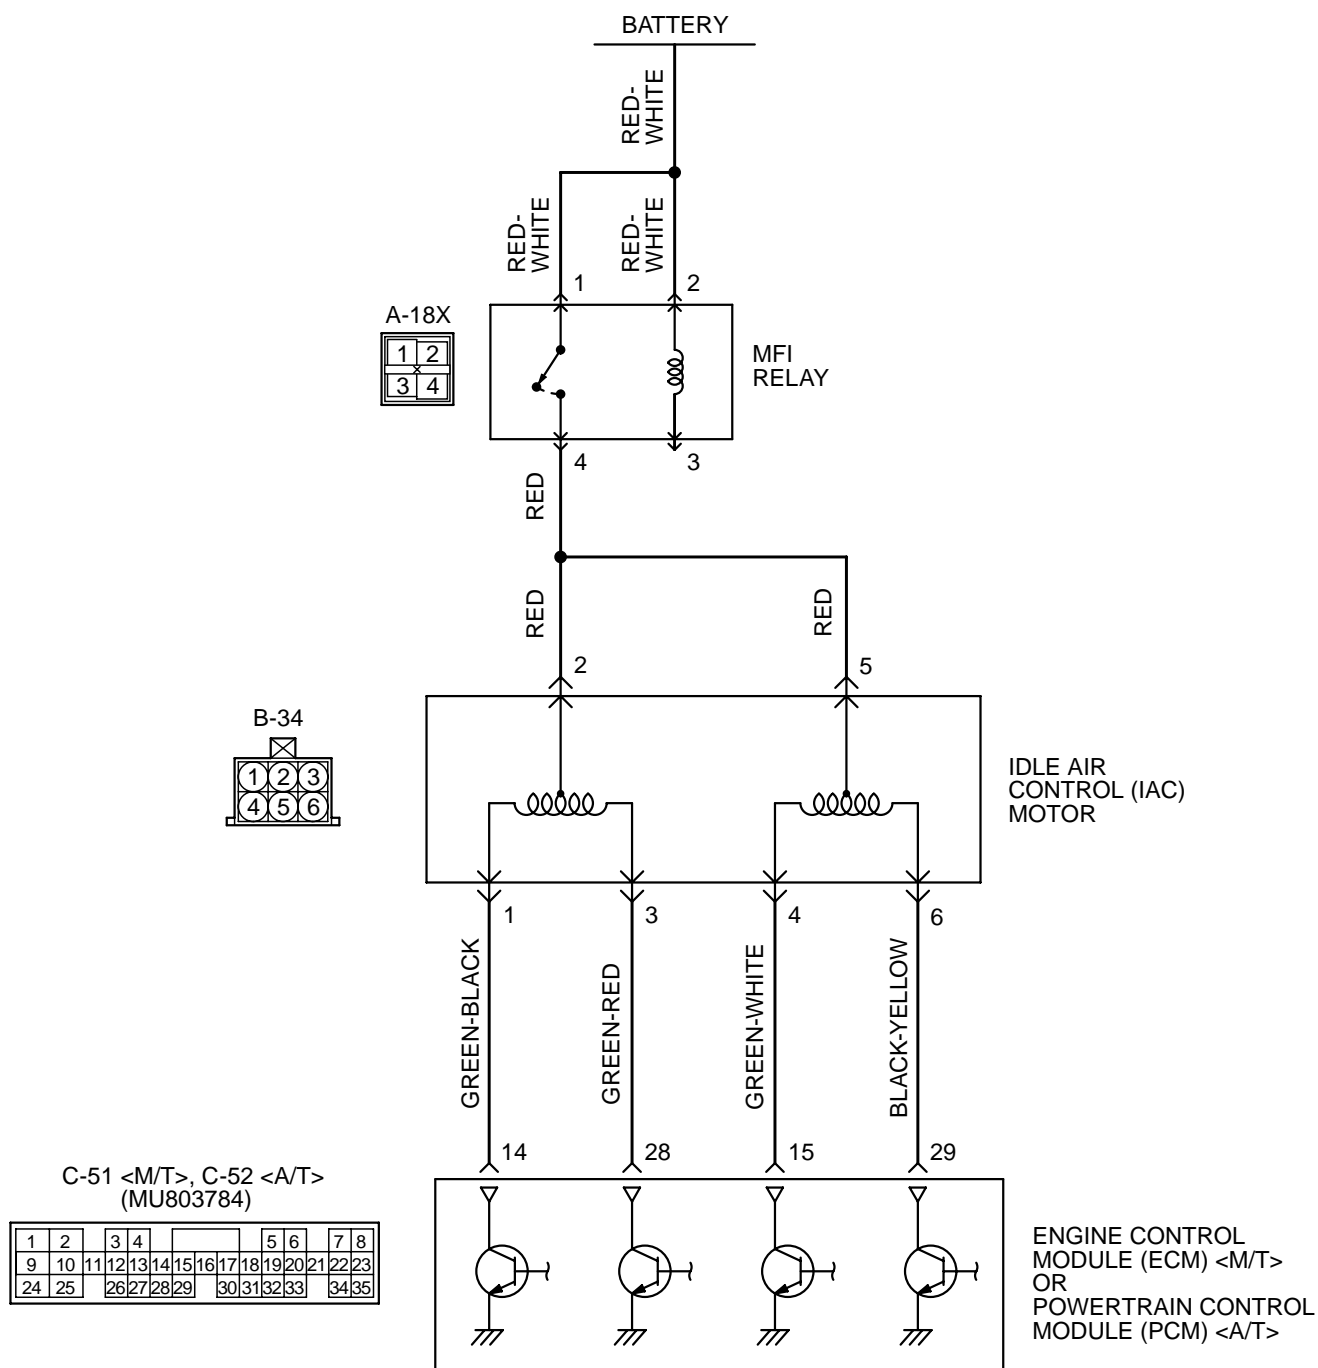 BATTERY
RED-
WHITE
RED-
WHITE
RED-
WHITE
1
2
A-18X
1 2
3 4
MFI
RELAY
4
3
RED
RED
RED
2
5
B-34
1 2 3
4 5 6
IDLE AIR
CONTROL (IAC)
MOTOR
1
3
4
6
GREEN-BLACK
GREEN-RED
GREEN-WHITE
BLACK-YELLOW
14
28
15
29
C-51 <M/T>, C-52 <A/T>
(MU803784)
1 2 3 4 5 6 7 8
9 10 11 12 13 14 15 16 17 18 19 20 21 22 23
24 25 26 27 28 29 30 31 32 33 34 35
ENGINE CONTROL
MODULE (ECM) <M/T>
OR
POWERTRAIN CONTROL
MODULE (PCM) <A/T>